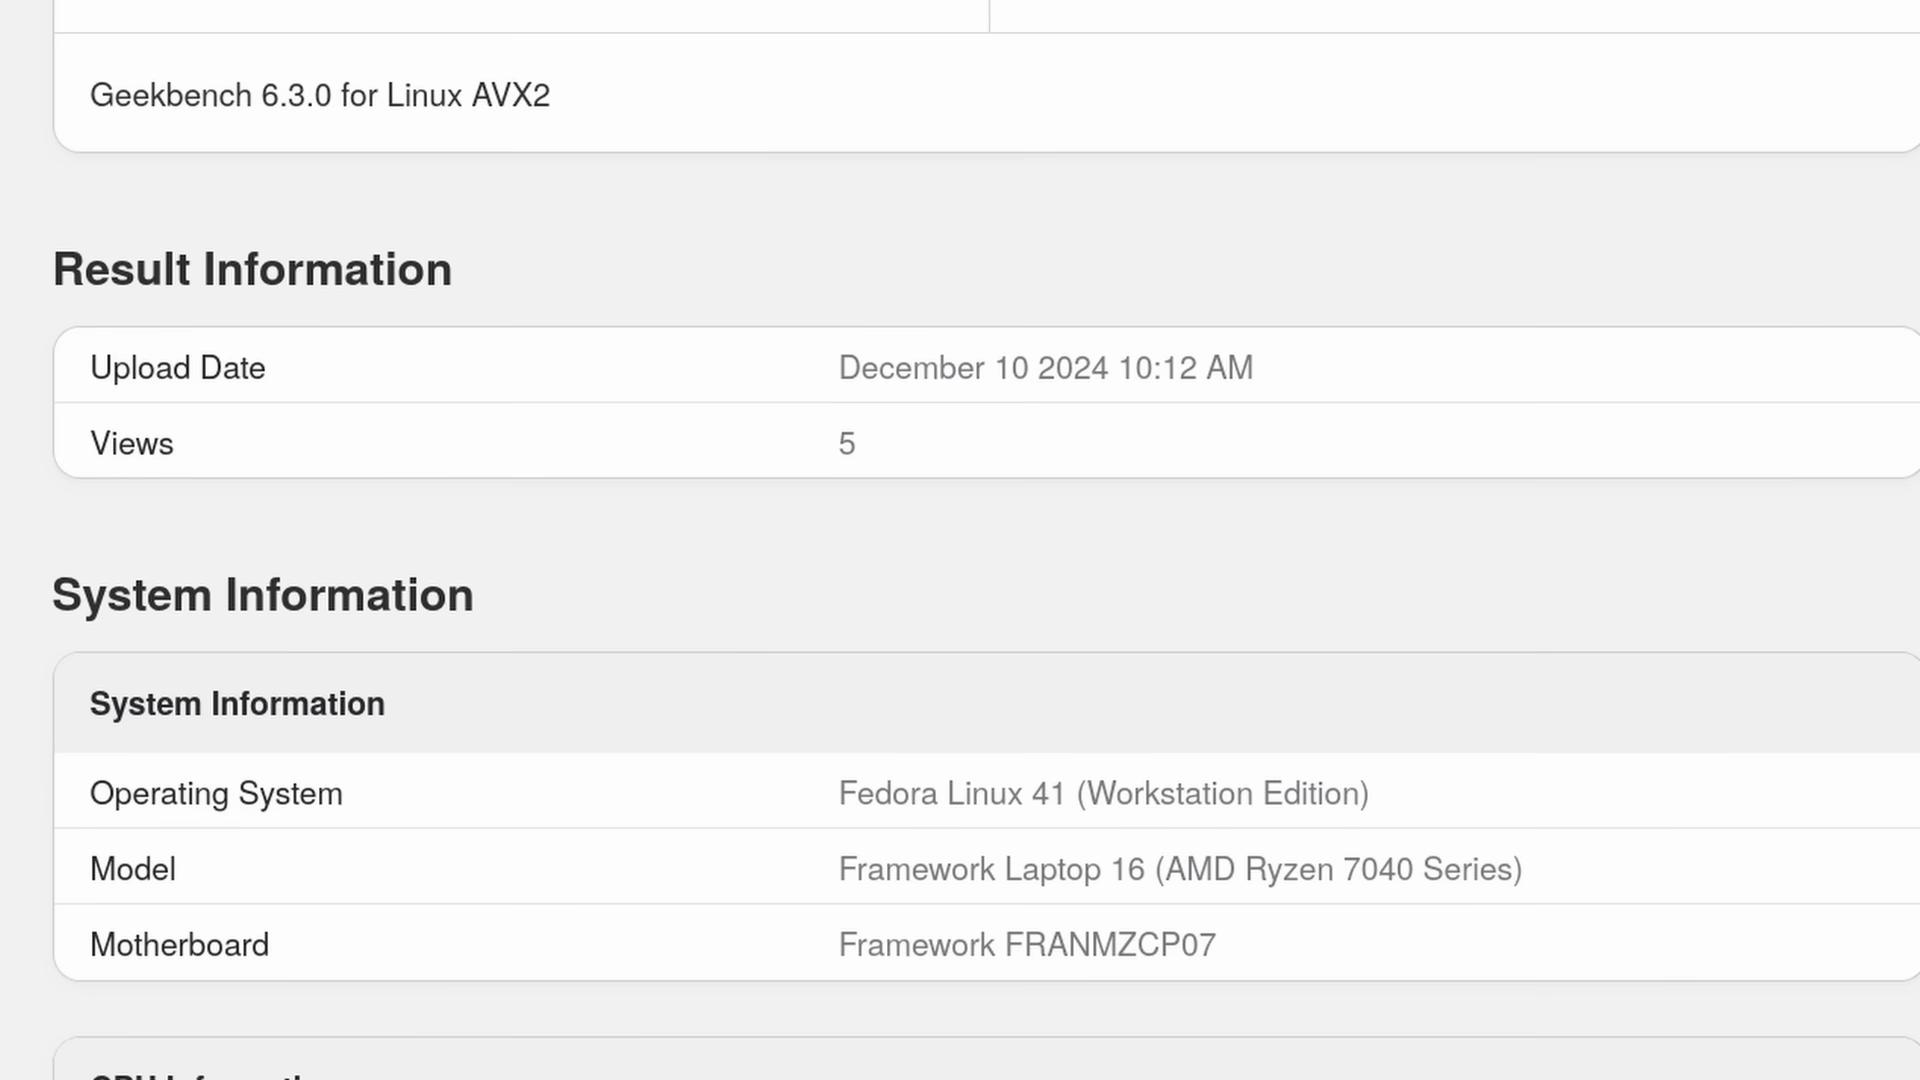 Geekbench 6.3.0 for Linux AVX2
Result Information
Upload Date December 10 2024 10:12 AM
Views 5
System Information
System Information
Operating System Fedora Linux 41 (Workstation Edition)
Model Framework Laptop 16 (AMD Ryzen 7040 Series)
Motherboard Framework FRANMZCP07